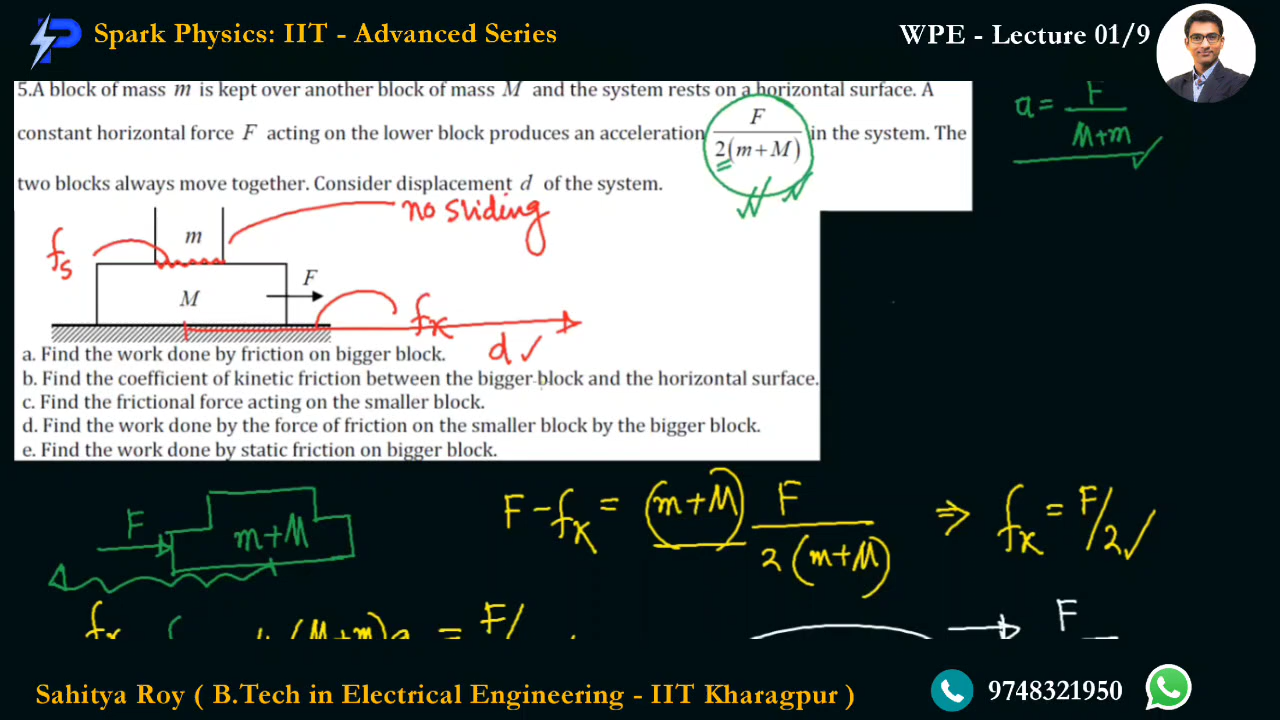 Spark Physics: IIT - Advanced Series
WPE - Lecture 01/9
5.A block of mass m is kept over another block of mass M and the system rests on a horizontal surface. A
constant horizontal force F acting on the lower block produces an acceleration F / 2(m+M) in the system. The
two blocks always move together. Consider displacement d of the system.
a = F / M+m
no sliding
fs
m
M
F
fk
d
a. Find the work done by friction on bigger block.
b. Find the coefficient of kinetic friction between the bigger block and the horizontal surface.
c. Find the frictional force acting on the smaller block.
d. Find the work done by the force of friction on the smaller block by the bigger block.
e. Find the work done by static friction on bigger block.
F
m+M
F - fk = (m+M) F / 2(m+M) ⇒ fk = F/2
(M+m)
= F/
F
Sahitya Roy ( B.Tech in Electrical Engineering - IIT Kharagpur )
9748321950